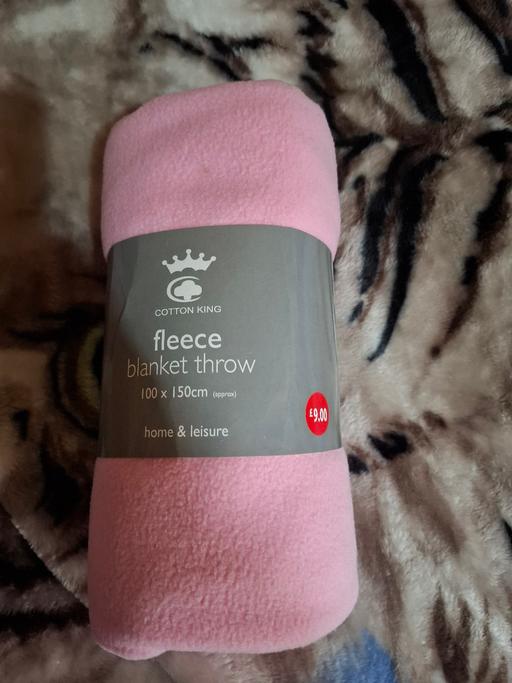 COTTON KING
fleece
blanket throw
100 x 150cm (approx)
£9.00
home & leisure